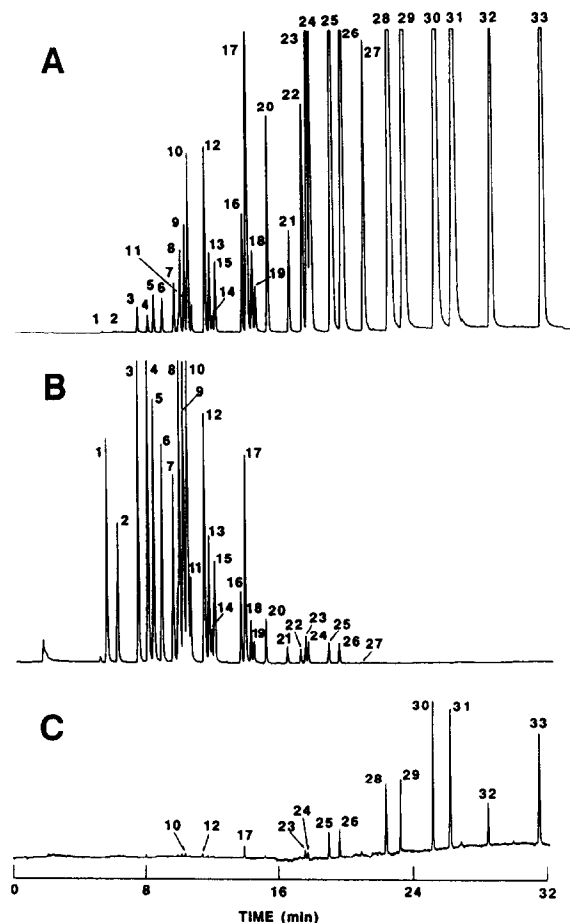 A
1 2 3 4 5 6 7 8 9 10 11 12 13 14 15 16 17 18 19 20 21 22 23 24 25 26 27 28 29 30 31 32 33
B
1 2 3 4 5 6 7 8 9 10 11 12 13 14 15 16 17 18 19 20 21 22 23 24 25 26 27
C
10 12 17 23 24 25 26 28 29 30 31 32 33
0 8 16 24 32
TIME (min)